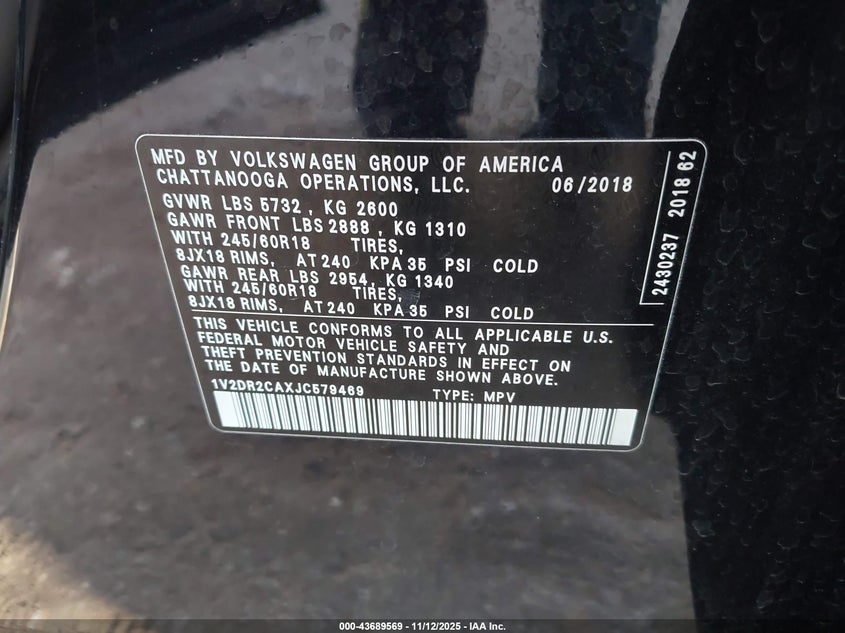 MFD BY VOLKSWAGEN GROUP OF AMERICA
CHATTANOOGA OPERATIONS, LLC. 06/2018
GVWR LBS 5732 , KG 2600
GAWR FRONT LBS 2888 , KG 1310
WITH 245/60R18 TIRES,
8JX18 RIMS, AT 240 KPA 35 PSI COLD
GAWR REAR LBS 2954, KG 1340
WITH 245/60R18 TIRES,
8JX18 RIMS, AT 240 KPA 35 PSI COLD
THIS VEHICLE CONFORMS TO ALL APPLICABLE U.S.
FEDERAL MOTOR VEHICLE SAFETY AND
THEFT PREVENTION STANDARDS IN EFFECT ON
THE DATE OF MANUFACTURE SHOWN ABOVE.
1V2DR2CAXJC579469 TYPE: MPV
2430237 2018 62
000-43689569 - 11/12/2025 - IAA Inc.